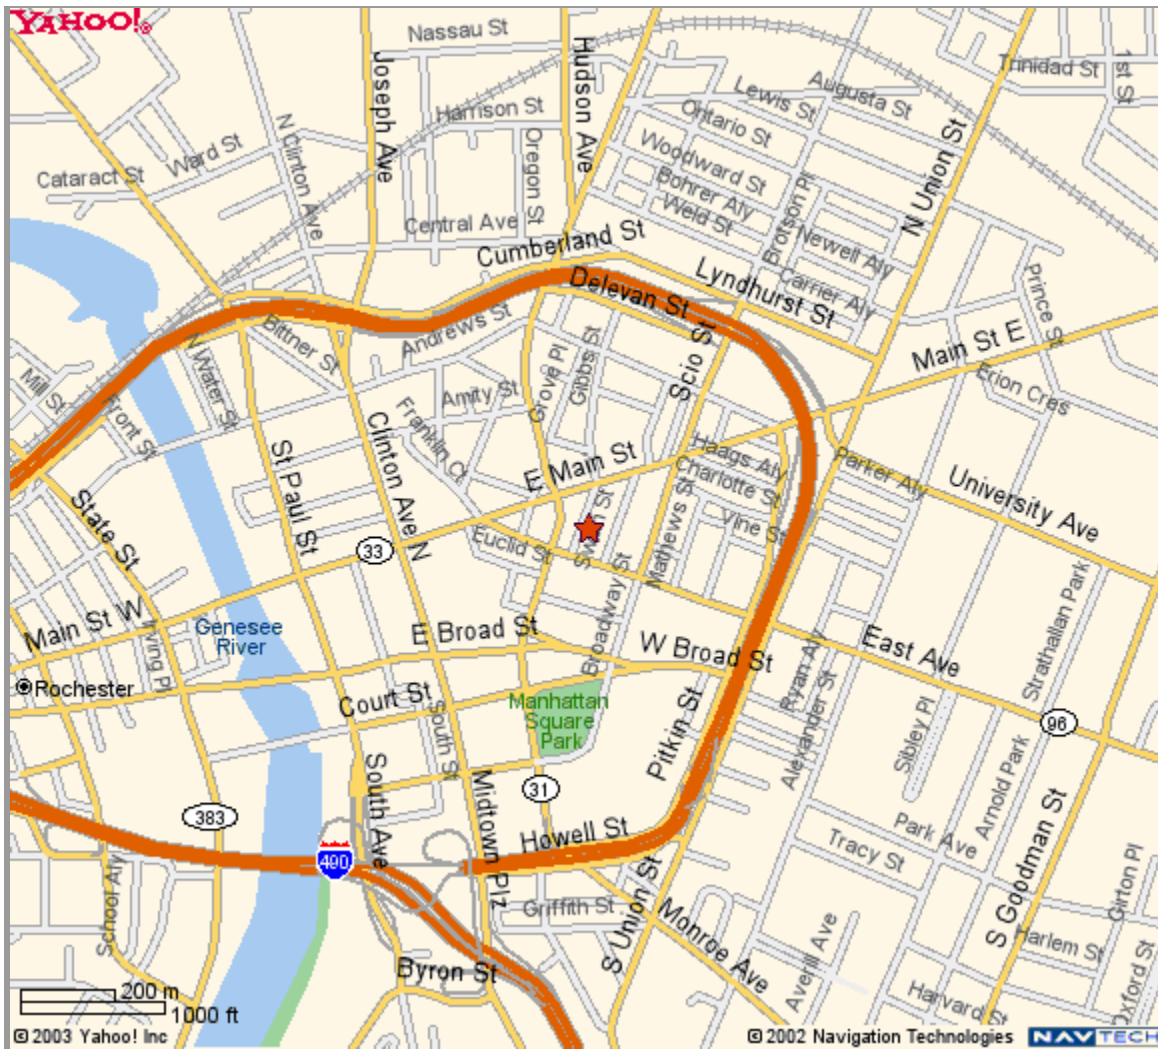 YAHOO!®
Nassau St
Hudson Ave
Joseph Ave
Trinidad St
1st St
Augusta St
Lewis St
Harrison St
Ontario St
N Union St
N Clinton Ave
Oregon St
Ward St
Woodward St
Cataract St
Bohrer Aly
Brotson Pl
Weld St
Central Ave
Cumberland St
Newell Aly
Lyndhurst St
Carrier Aly
Delevan St
Prince St
Andrews St
Bittner St
N Water St
Scio St
Main St E
Gibbs St
Grove Pl
Erion Cres
Mill St
Front St
Amity St
Franklin Ct
Clinton Ave N
Haags Aly
Parker Aly
E Main St
Charlotte St
St Paul St
University Ave
State St
Vine St
Mathews St
Euclid St
33
Broadway St
Main St W
Irving Pl
Genesee
River
E Broad St
W Broad St
East Ave
Strathallan Park
Ryan Aly
Rochester
Court St
Manhattan
Square
Park
South St
Pitkin St
Alexander St
Sibley Pl
96
Arnold Park
South Ave
Midtown Plz
31
383
Howell St
Park Ave
Tracy St
S Goodman St
490
Girton Pl
School Aly
S Union St
Griffith St
Monroe Ave
Averill Ave
Harlem St
Byron St
Oxford St
Harvard St
200 m
1000 ft
© 2003 Yahoo! Inc
© 2002 Navigation Technologies
NAVTECH